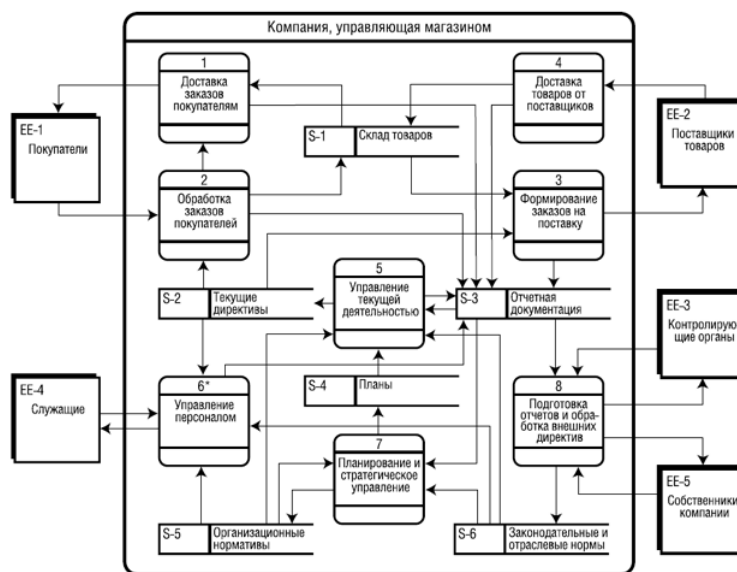 Компания, управляющая магазином
1
Доставка
заказов
покупателям
4
Доставка
товаров от
поставщиков
EE-1
Покупатели
S-1
Склад товаров
EE-2
Поставщики
товаров
2
Обработка
заказов
покупателей
3
Формирование
заказов на
поставку
5
Управление
текущей
деятельностью
S-2
Текущие
директивы
S-3
Отчетная
документация
EE-3
Контролирую-
щие органы
EE-4
Служащие
6*
Управление
персоналом
S-4
Планы
8
Подготовка
отчетов и обра-
ботка внешних
директив
7
Планирование и
стратегическое
управление
EE-5
Собственники
компании
S-5
Организационные
нормативы
S-6
Законодательные и
отраслевые нормы